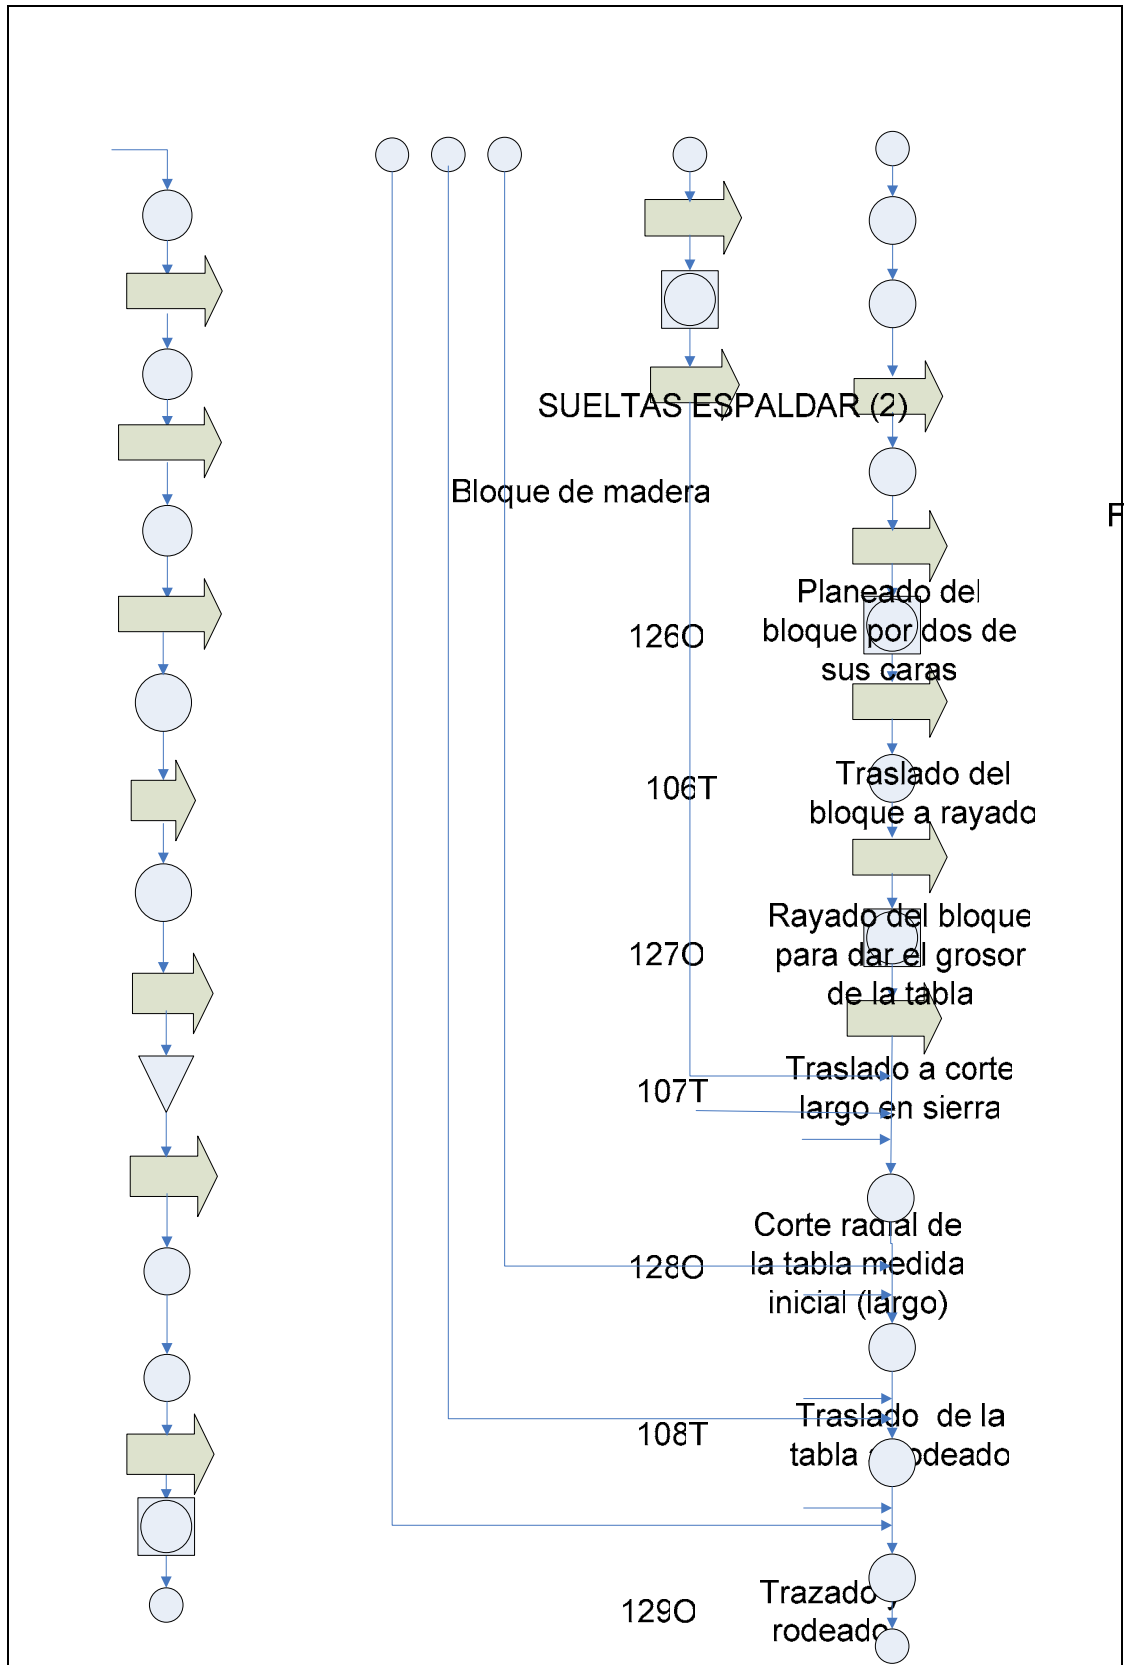 SUELTAS ESPALDAR (2)
Bloque de madera
F
126O
Planeado del
bloque por dos de
sus caras
106T
Traslado del
bloque a rayado
127O
Rayado del bloque
para dar el grosor
de la tabla
107T
Traslado a corte
largo en sierra
128O
Corte radial de
la tabla medida
inicial (largo)
108T
Traslado de la
tabla a rodeado
129O
Trazado y
rodeado